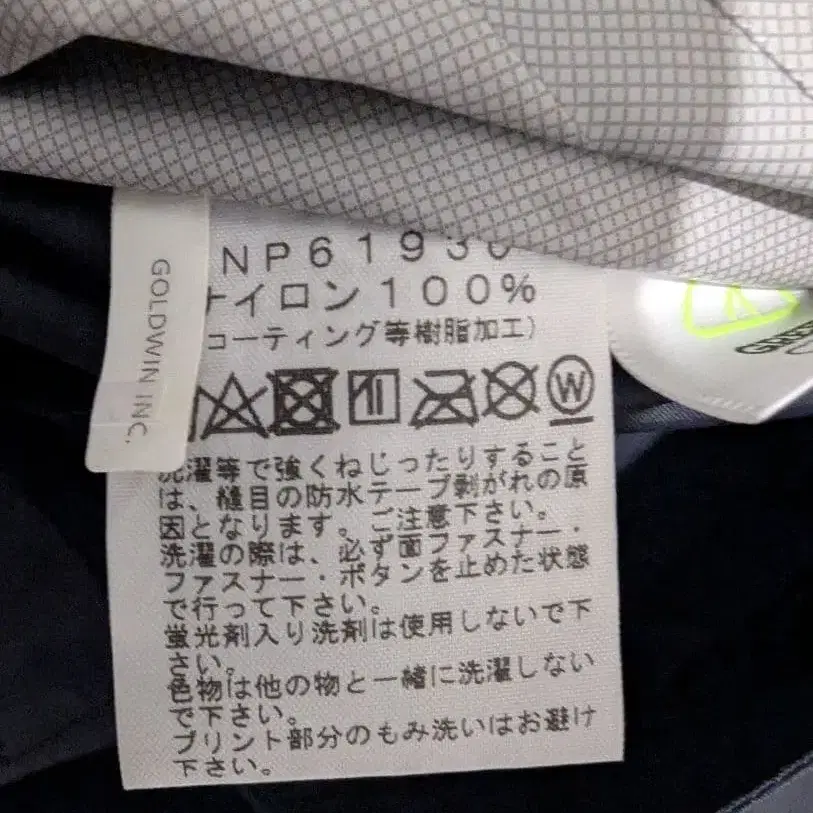 GOLDWIN INC.
NP6193
ナイロン100%
コーティング等樹脂加工)
W
洗濯等で強くねじったりすること
は、縫目の防水テープ剥がれの原
因となります。ご注意下さい。
洗濯の際は、必ず面ファスナー・
ファスナー・ボタンを止めた状態
で行って下さい。
蛍光剤入り洗剤は使用しないで下
さい。
色物は他の物と一緒に洗濯しない
で下さい。
プリント部分のもみ洗いはお避け
下さい。